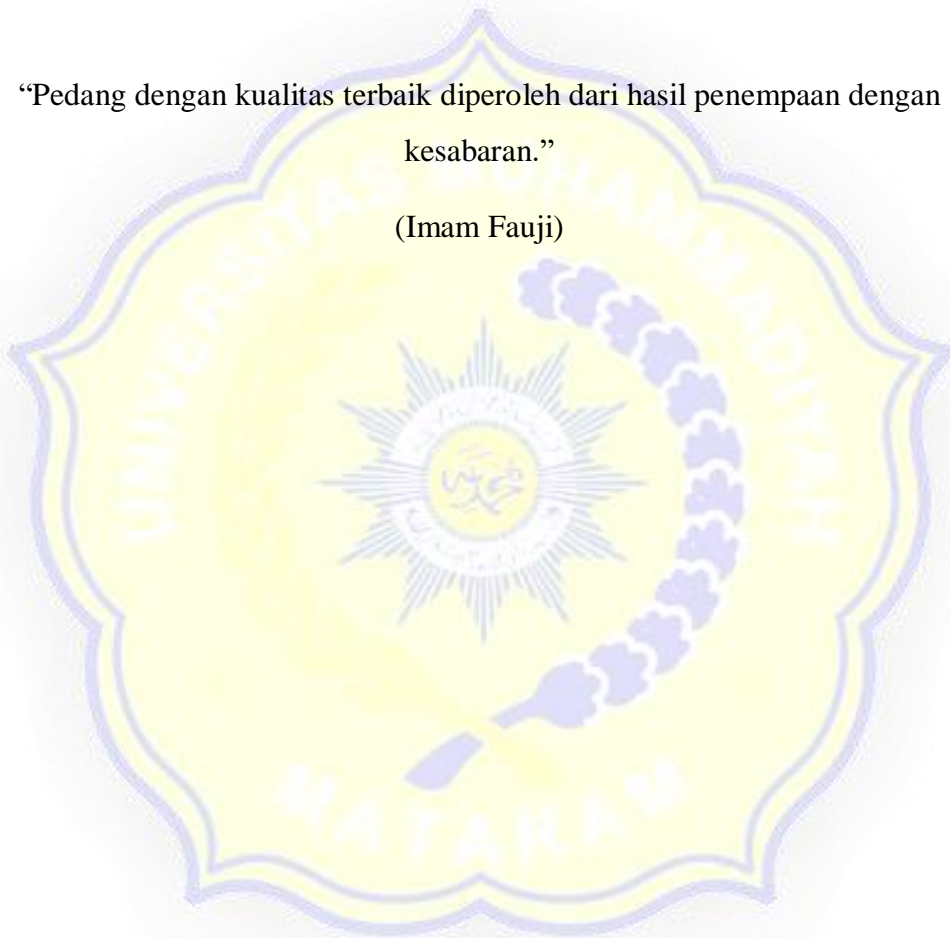 “Pedang dengan kualitas terbaik diperoleh dari hasil penempaan dengan
kesabaran.”
(Imam Fauji)
UNIVERSITAS MUHAMMADIYAH
MATARAM